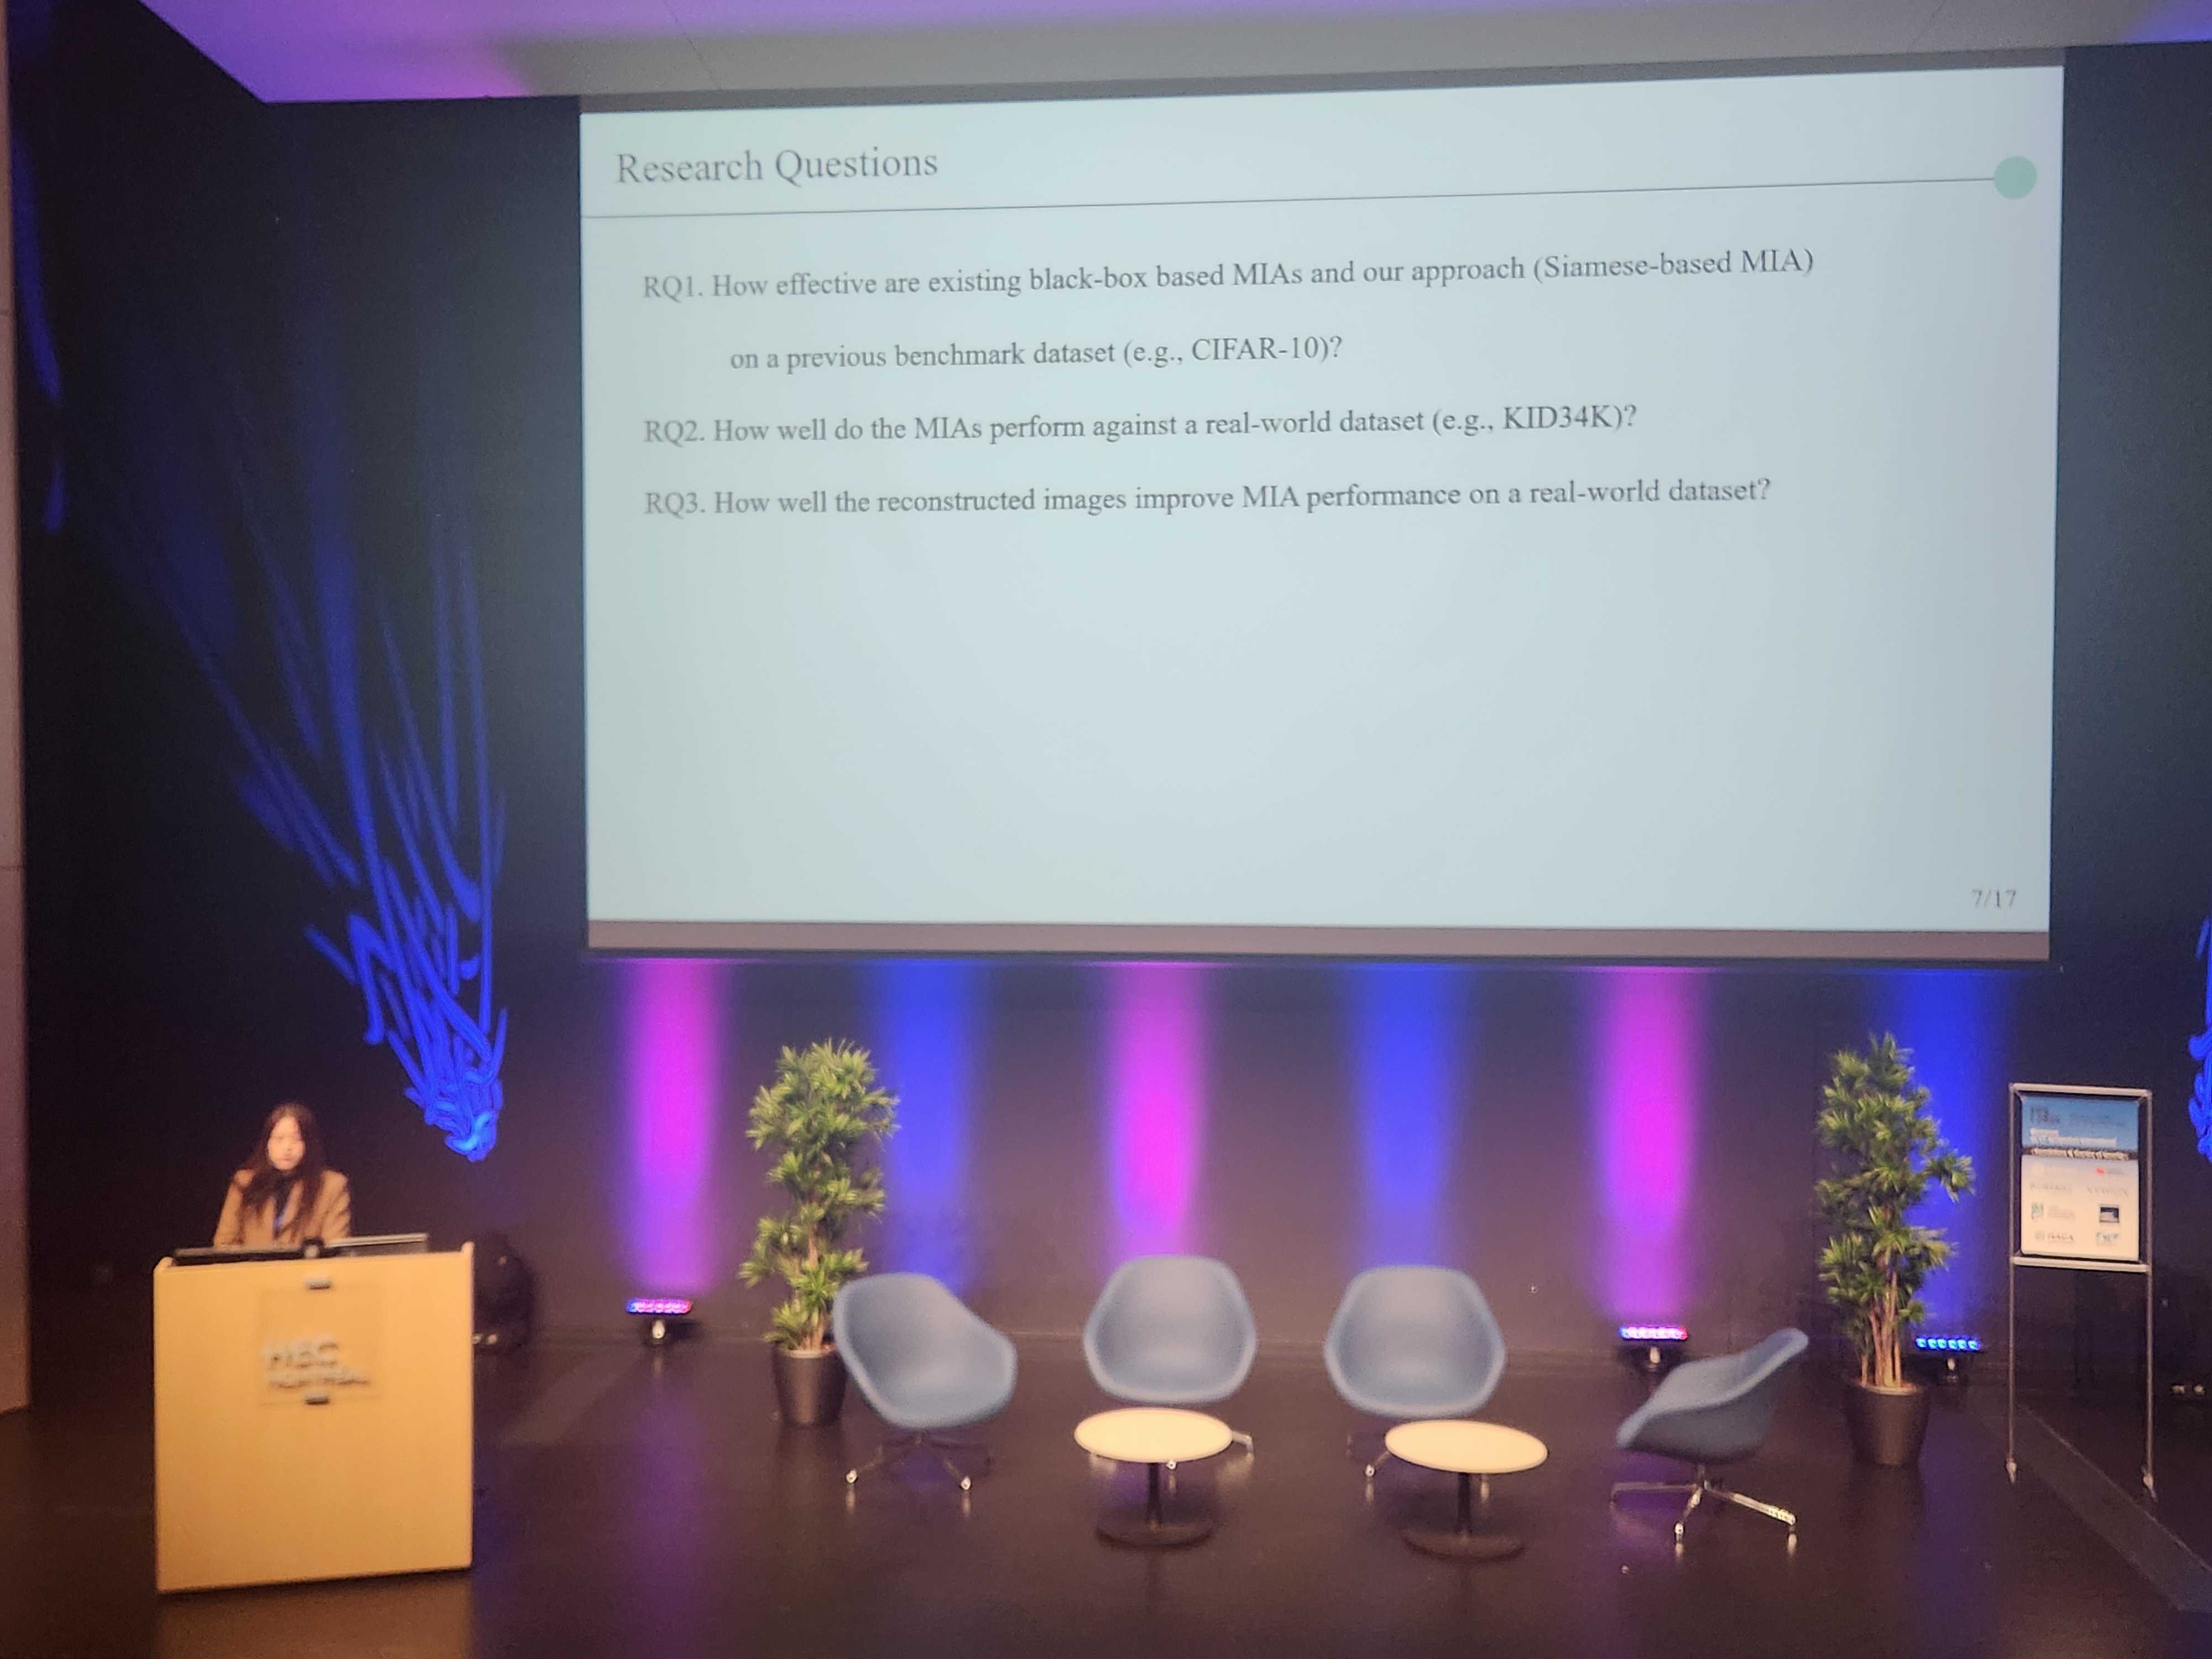 Research Questions
RQ1. How effective are existing black-box based MIAs and our approach (Siamese-based MIA)
on a previous benchmark dataset (e.g., CIFAR-10)?
RQ2. How well do the MIAs perform against a real-world dataset (e.g., KID34K)?
RQ3. How well the reconstructed images improve MIA performance on a real-world dataset?
7/17
HEC
MONTRÉAL